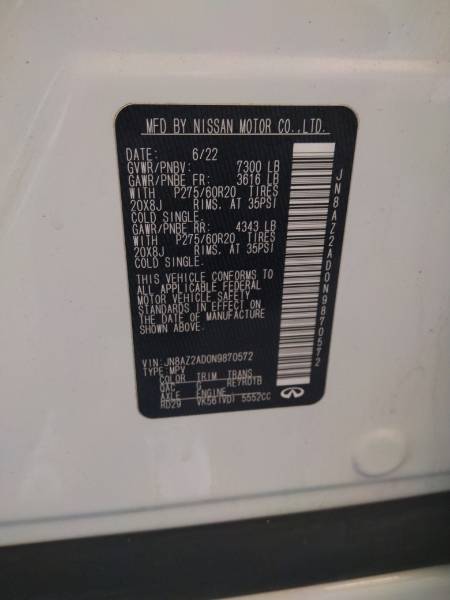 MFD BY NISSAN MOTOR CO.,LTD.
DATE: 6/22
GVWR/PNBV: 7300 LB
GAWR/PNBE FR: 3616 LB
WITH P275/60R20 TIRES
20X8J RIMS. AT 35PSI
COLD SINGLE.
GAWR/PNBE RR: 4343 LB
WITH P275/60R20 TIRES
20X8J RIMS. AT 35PSI
COLD SINGLE.
THIS VEHICLE CONFORMS TO
ALL APPLICABLE FEDERAL
MOTOR VEHICLE SAFETY
STANDARDS IN EFFECT ON
THE DATE OF MANUFACTURE
SHOWN ABOVE.
VIN: JN8AZ2AD0N9870572
TYPE: MPV
COLOR TRIM TRANS
QAC G RE7R01B
AXLE ENGINE
RD29 VK56(VD) 5552CC
JN8AZ2AD0N9870572